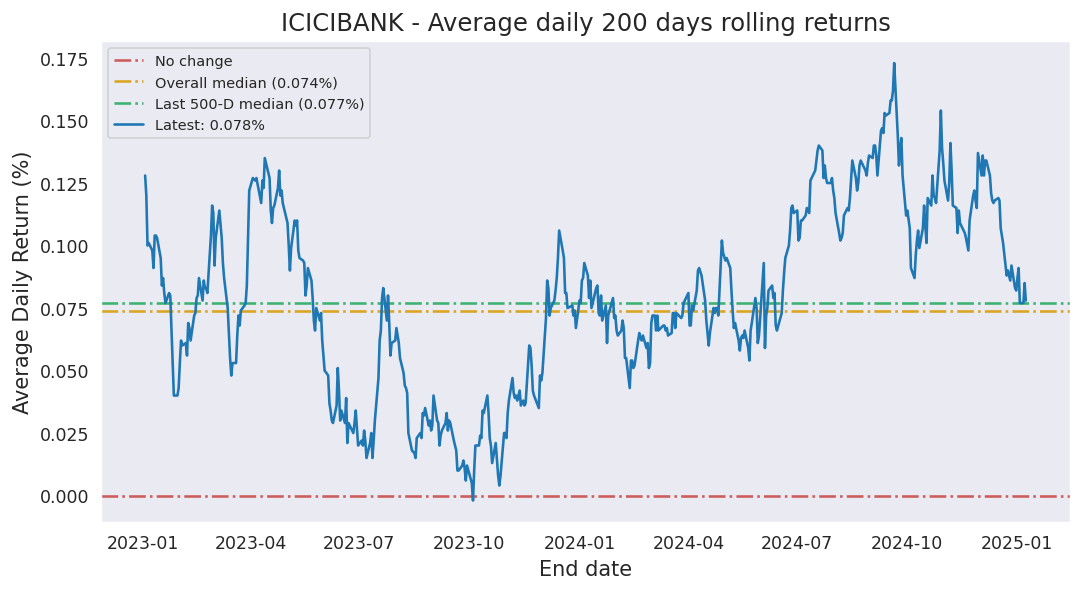 ICICIBANK - Average daily 200 days rolling returns
0.175
0.150
0.125
0.100
0.075
0.050
0.025
0.000
Average Daily Return (%)
No change
Overall median (0.074%)
Last 500-D median (0.077%)
Latest: 0.078%
2023-01 2023-04 2023-07 2023-10 2024-01 2024-04 2024-07 2024-10 2025-01
End date